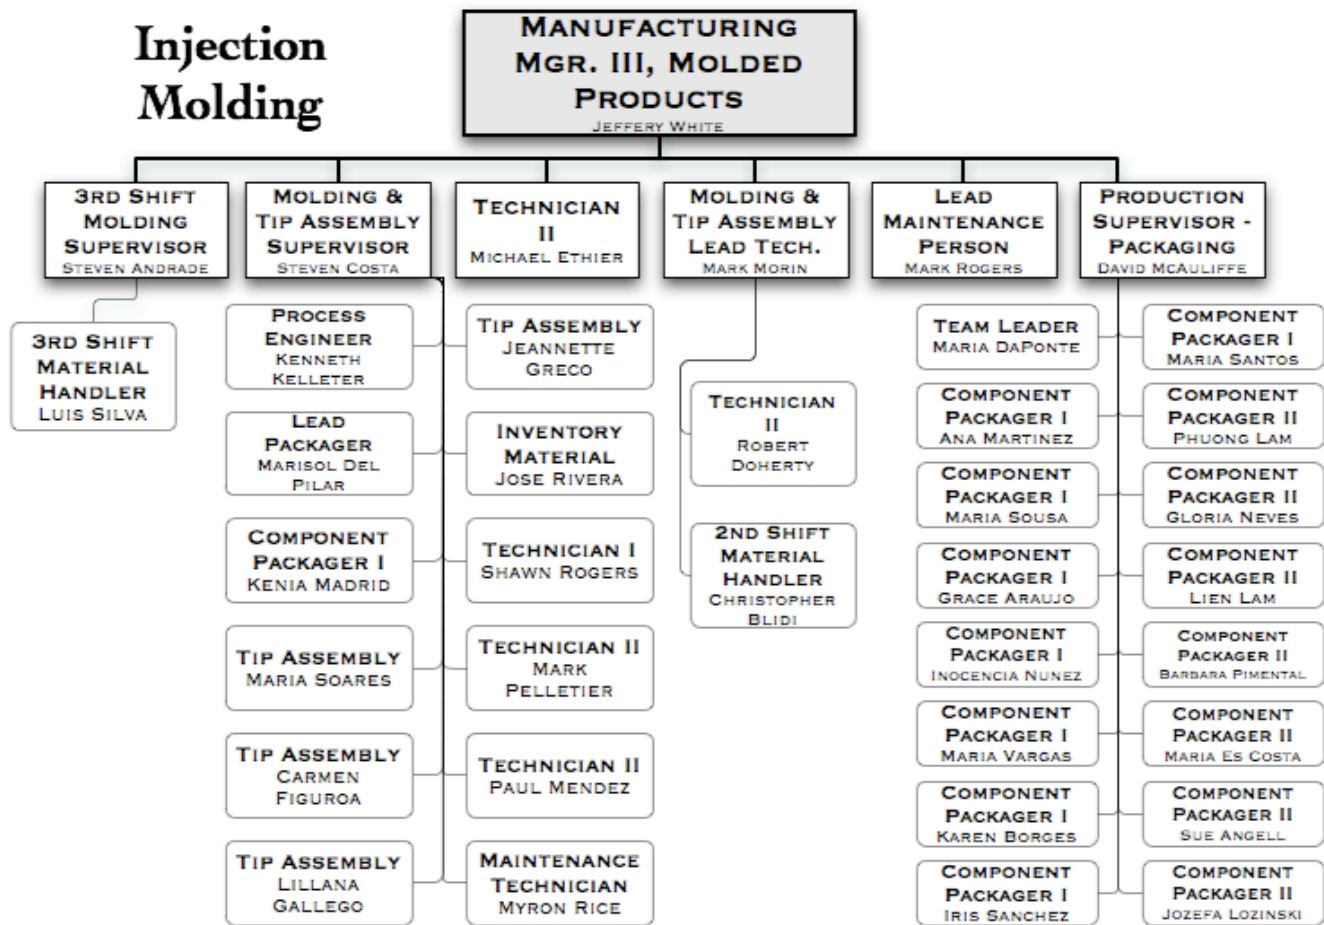 Injection
Molding
Manufacturing
Mgr. III, Molded
Products
Jeffery White
3rd Shift
Molding
Supervisor
Steven Andrade
Molding &
Tip Assembly
Supervisor
Steven Costa
Technician
II
Michael Ethier
Molding &
Tip Assembly
Lead Tech.
Mark Morin
Lead
Maintenance
Person
Mark Rogers
Production
Supervisor -
Packaging
David McAuliffe
3rd Shift
Material
Handler
Luis Silva
Process
Engineer
Kenneth
Kelleter
Tip Assembly
Jeannette
Greco
Lead
Packager
Marisol Del
Pilar
Inventory
Material
Jose Rivera
Component
Packager I
Kenia Madrid
Technician I
Shawn Rogers
Tip Assembly
Maria Soares
Technician II
Mark
Pelletier
Tip Assembly
Carmen
Figuroa
Technician II
Paul Mendez
Tip Assembly
Lillana
Gallego
Maintenance
Technician
Myron Rice
Technician
II
Robert
Doherty
2nd Shift
Material
Handler
Christopher
Blidi
Team Leader
Maria DaPonte
Component
Packager I
Maria Santos
Component
Packager I
Ana Martinez
Component
Packager II
Phuong Lam
Component
Packager I
Maria Sousa
Component
Packager II
Gloria Neves
Component
Packager I
Grace Araujo
Component
Packager II
Lien Lam
Component
Packager I
Inocencia Nunez
Component
Packager II
Barbara Pimental
Component
Packager I
Maria Vargas
Component
Packager II
Maria Es Costa
Component
Packager I
Karen Borges
Component
Packager II
Sue Angell
Component
Packager I
Iris Sanchez
Component
Packager II
Jozefa Lozinski